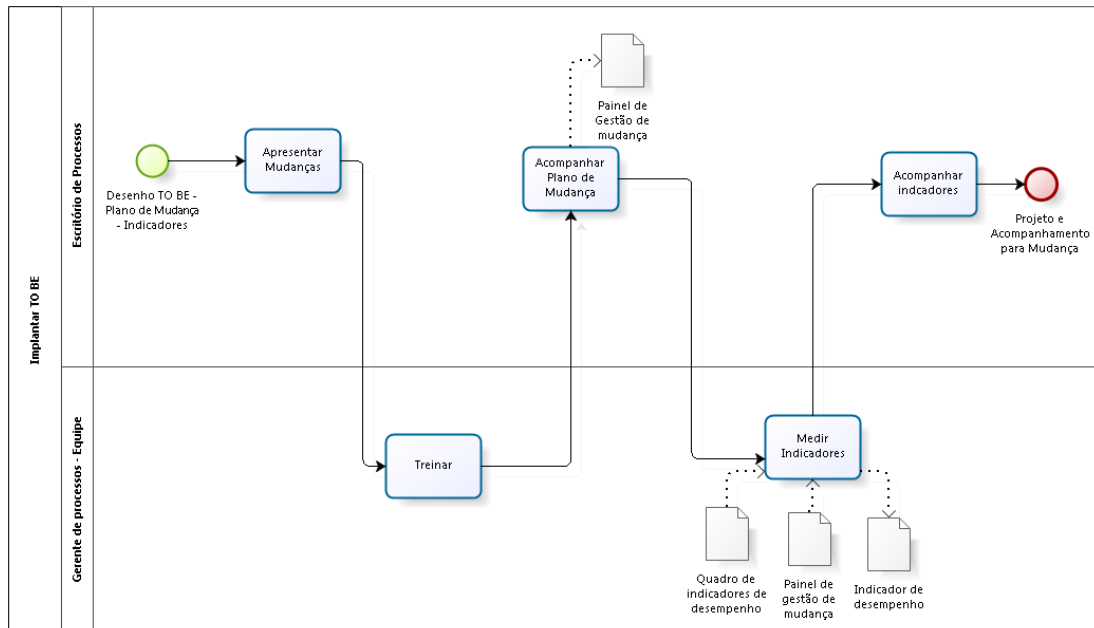 Implantar TO BE
Escritório de Processos
Desenho TO BE -
Plano de Mudança
- Indicadores
Apresentar
Mudanças
Acompanhar
Plano de
Mudança
Painel de
Gestão de
mudança
Acompanhar
indcadores
Projeto e
Acompanhamento
para Mudança
Gerente de processos - Equipe
Treinar
Medir
Indicadores
Quadro de
indicadores de
desempenho
Painel de
gestão de
mudança
Indicador de
desempenho